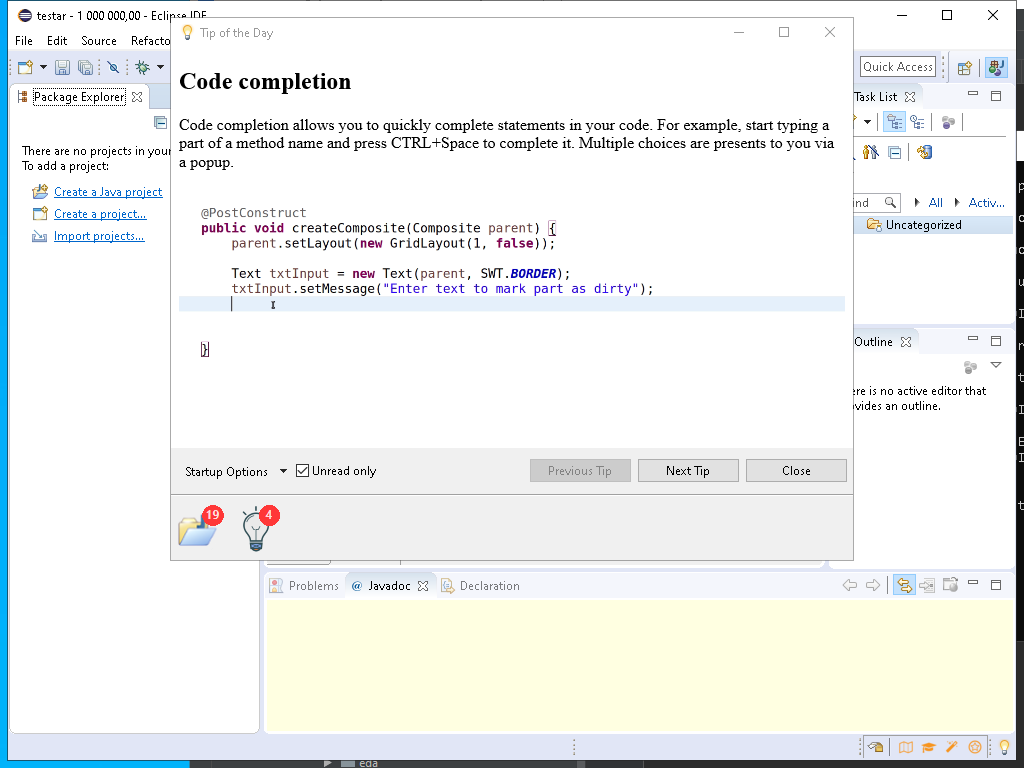 testar - 1 000 000,00 - Eclipse IDE
File Edit Source Refacto
Tip of the Day
Quick Access
Package Explorer
Task List
Code completion
Code completion allows you to quickly complete statements in your code. For example, start typing a
part of a method name and press CTRL+Space to complete it. Multiple choices are presents to you via
a popup.
There are no projects in your
To add a project:
Create a Java project
Create a project...
Import projects...
All
Activ...
Uncategorized
@PostConstruct
public void createComposite(Composite parent) {
parent.setLayout(new GridLayout(1, false));
Text txtInput = new Text(parent, SWT.BORDER);
txtInput.setMessage("Enter text to mark part as dirty");
}
Outline
ere is no active editor that
vides an outline.
Startup Options
Unread only
Previous Tip
Next Tip
Close
19
4
Problems
@ Javadoc
Declaration
eda